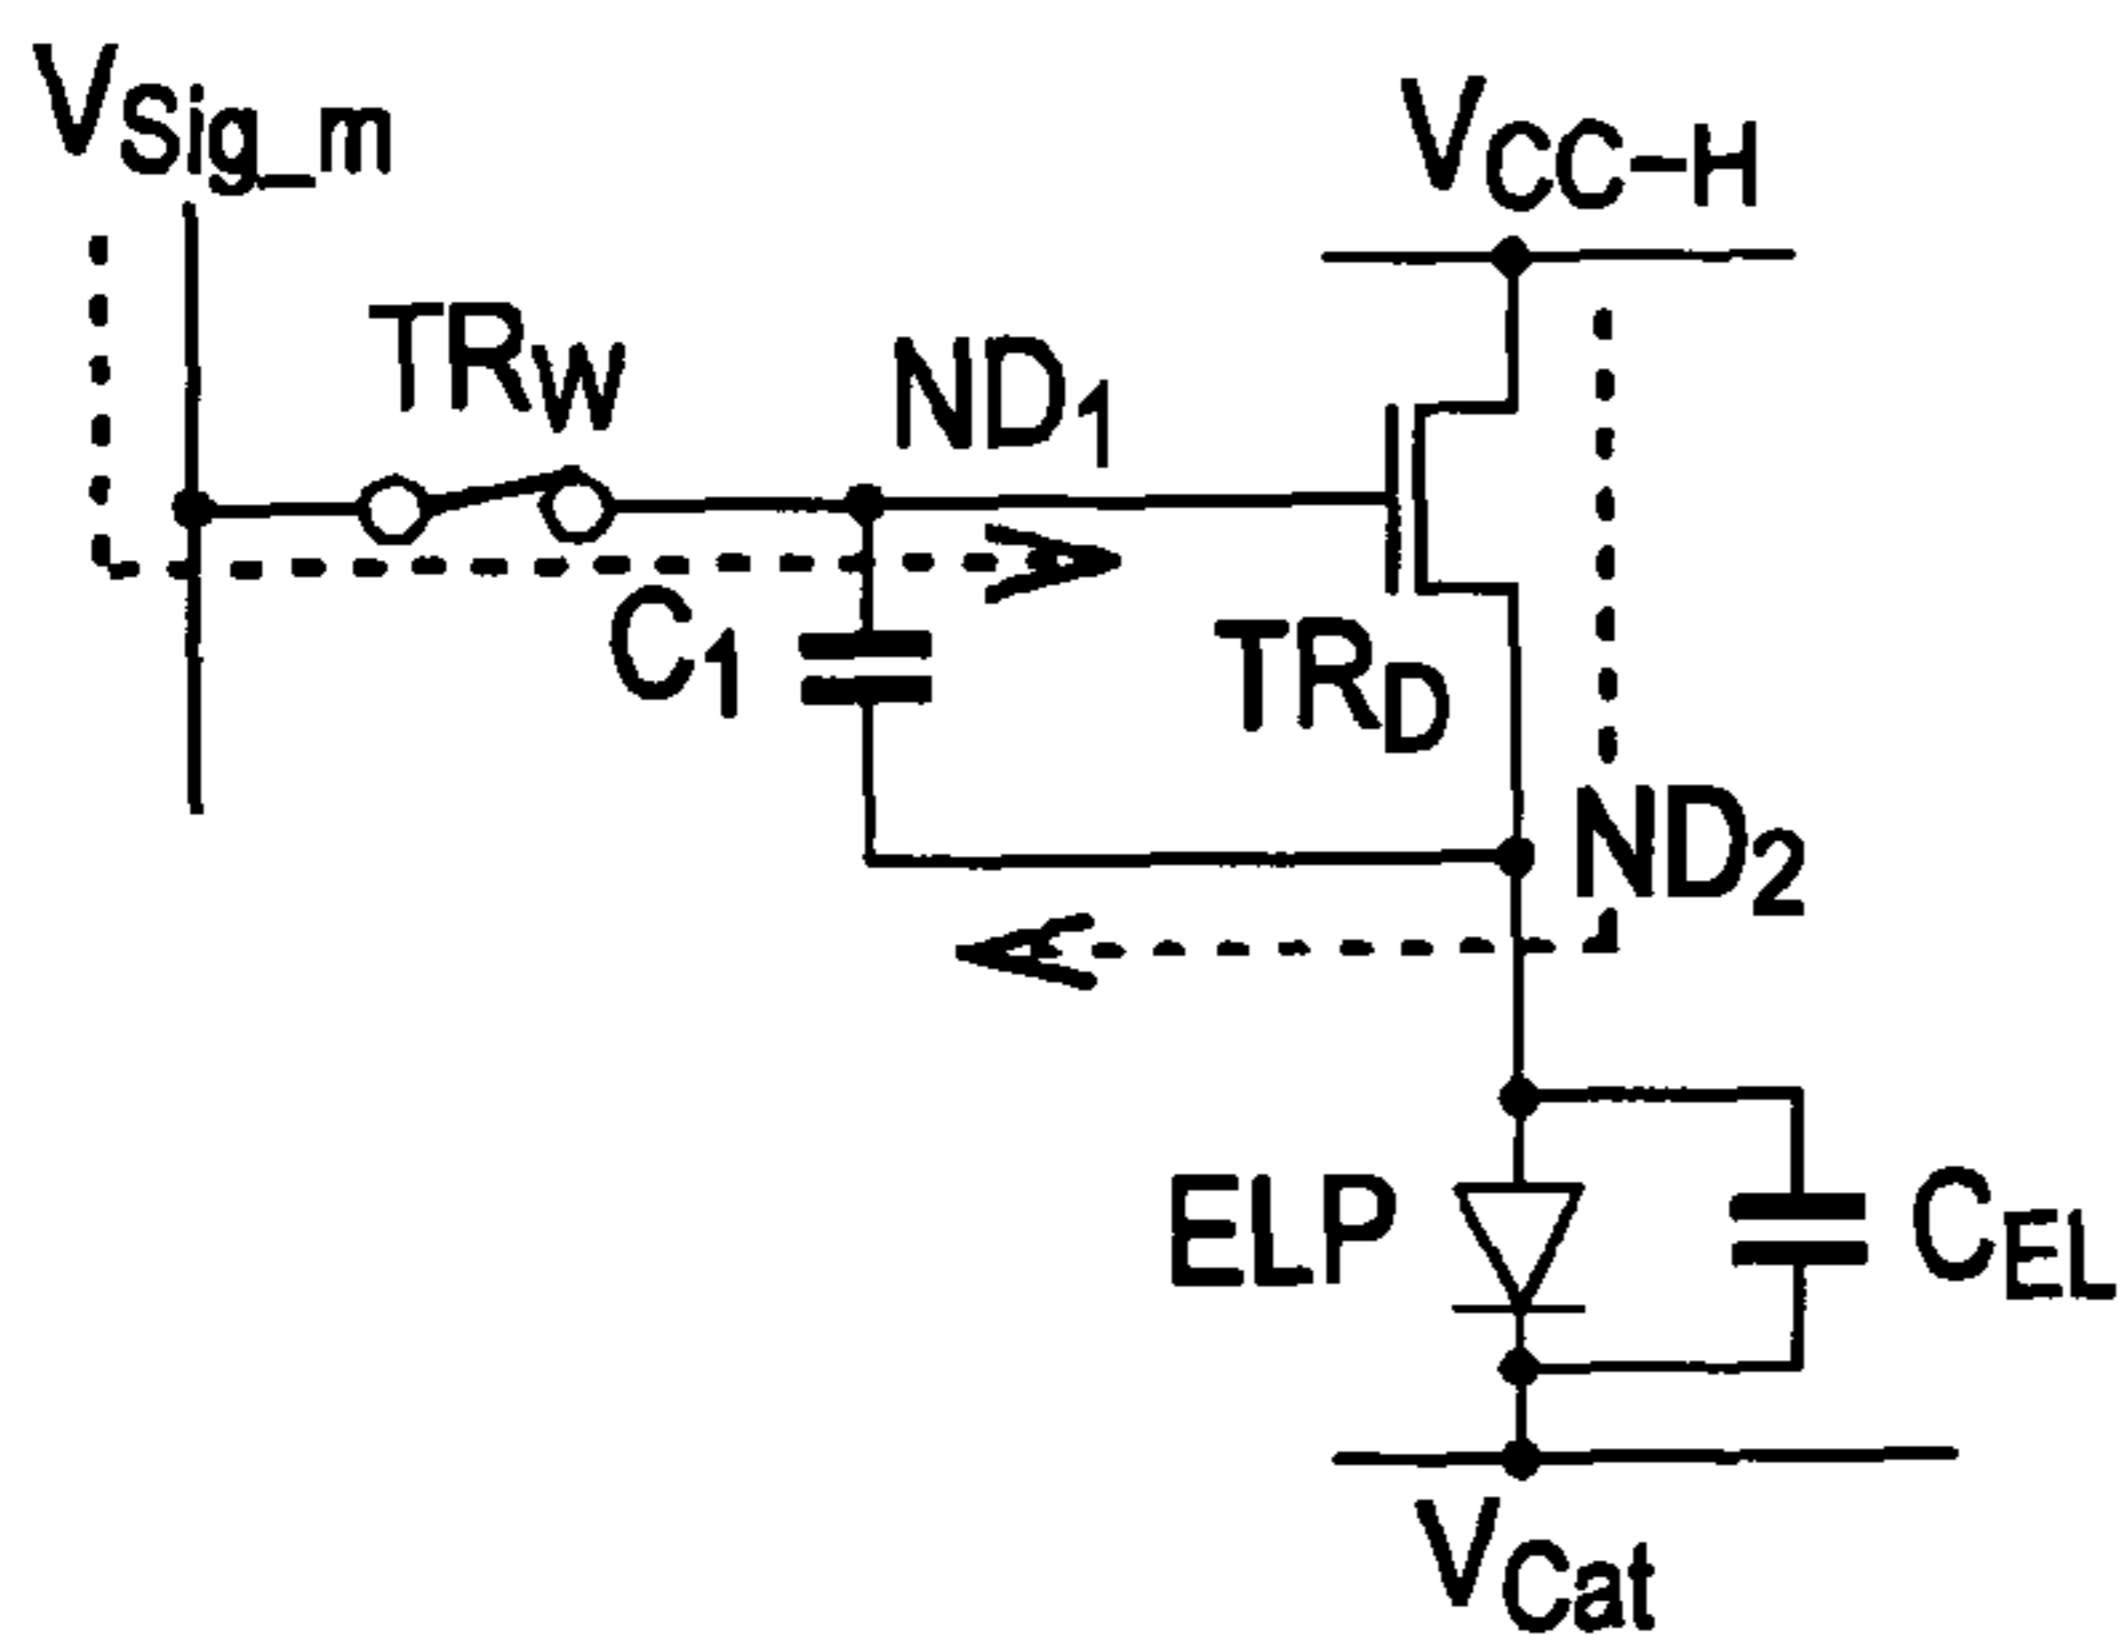 VSig_m
VCC-H
TRW
ND1
C1
TRD
ND2
ELP
CEL
VCat